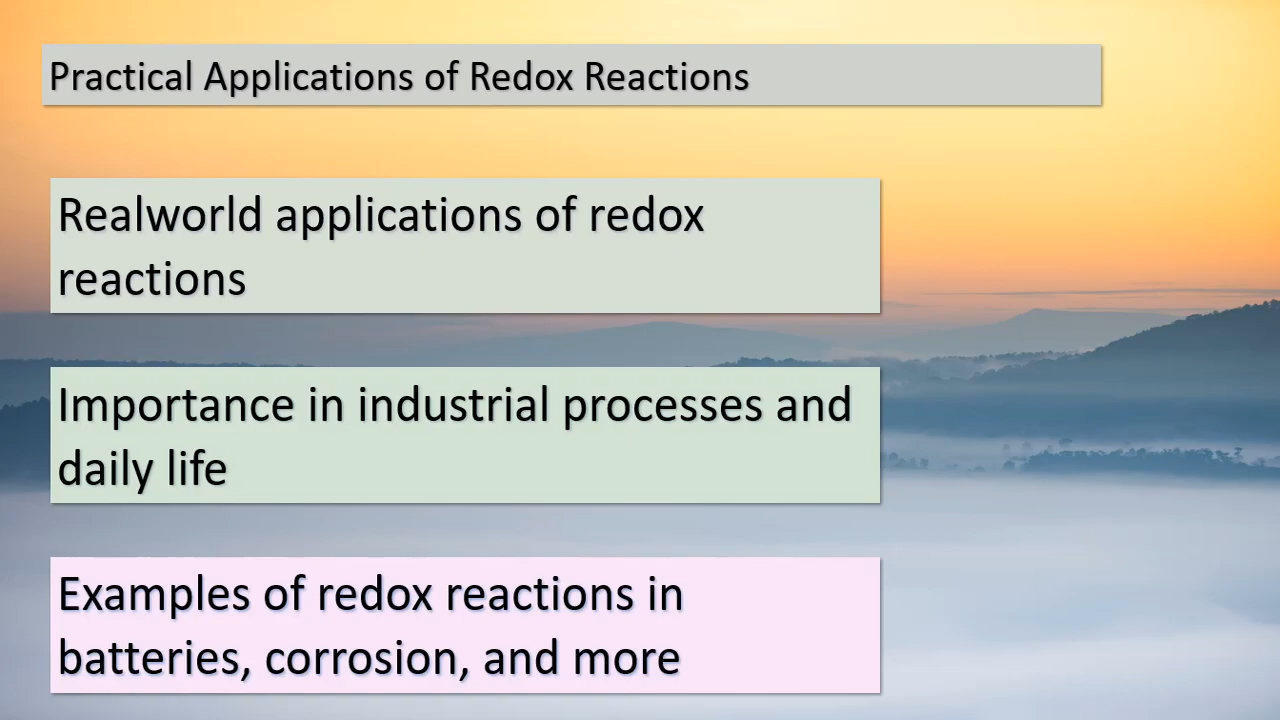 Practical Applications of Redox Reactions
Realworld applications of redox
reactions
Importance in industrial processes and
daily life
Examples of redox reactions in
batteries, corrosion, and more